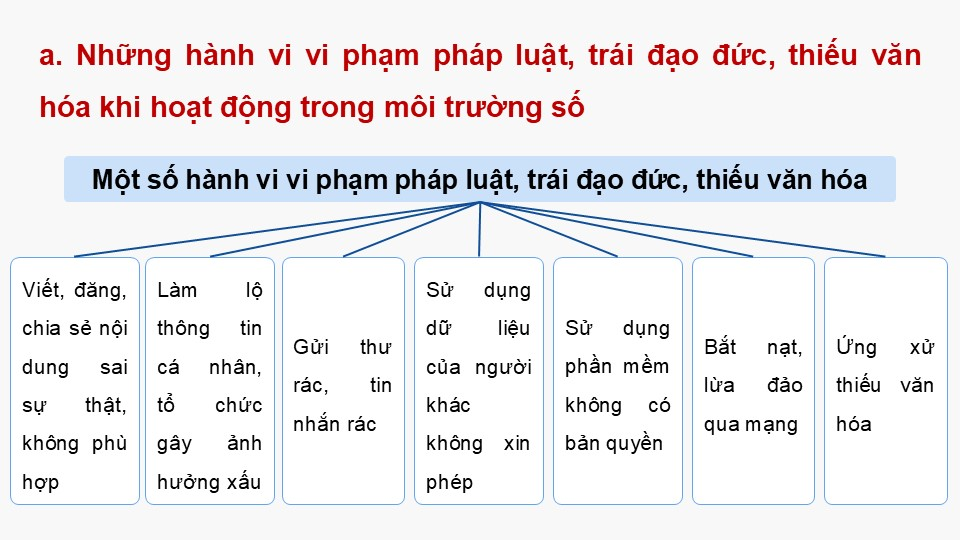 a. Những hành vi vi phạm pháp luật, trái đạo đức, thiếu văn
hóa khi hoạt động trong môi trường số
Một số hành vi vi phạm pháp luật, trái đạo đức, thiếu văn hóa
Viết, đăng,
chia sẻ nội
dung sai
sự thật,
không phù
hợp
Làm lộ
thông tin
cá nhân,
tổ chức
gây ảnh
hưởng xấu
Gửi thư
rác, tin
nhắn rác
Sử dụng
dữ liệu
của người
khác
không xin
phép
Sử dụng
phần mềm
không có
bản quyền
Bắt nạt,
lừa đảo
qua mạng
Ứng xử
thiếu văn
hóa